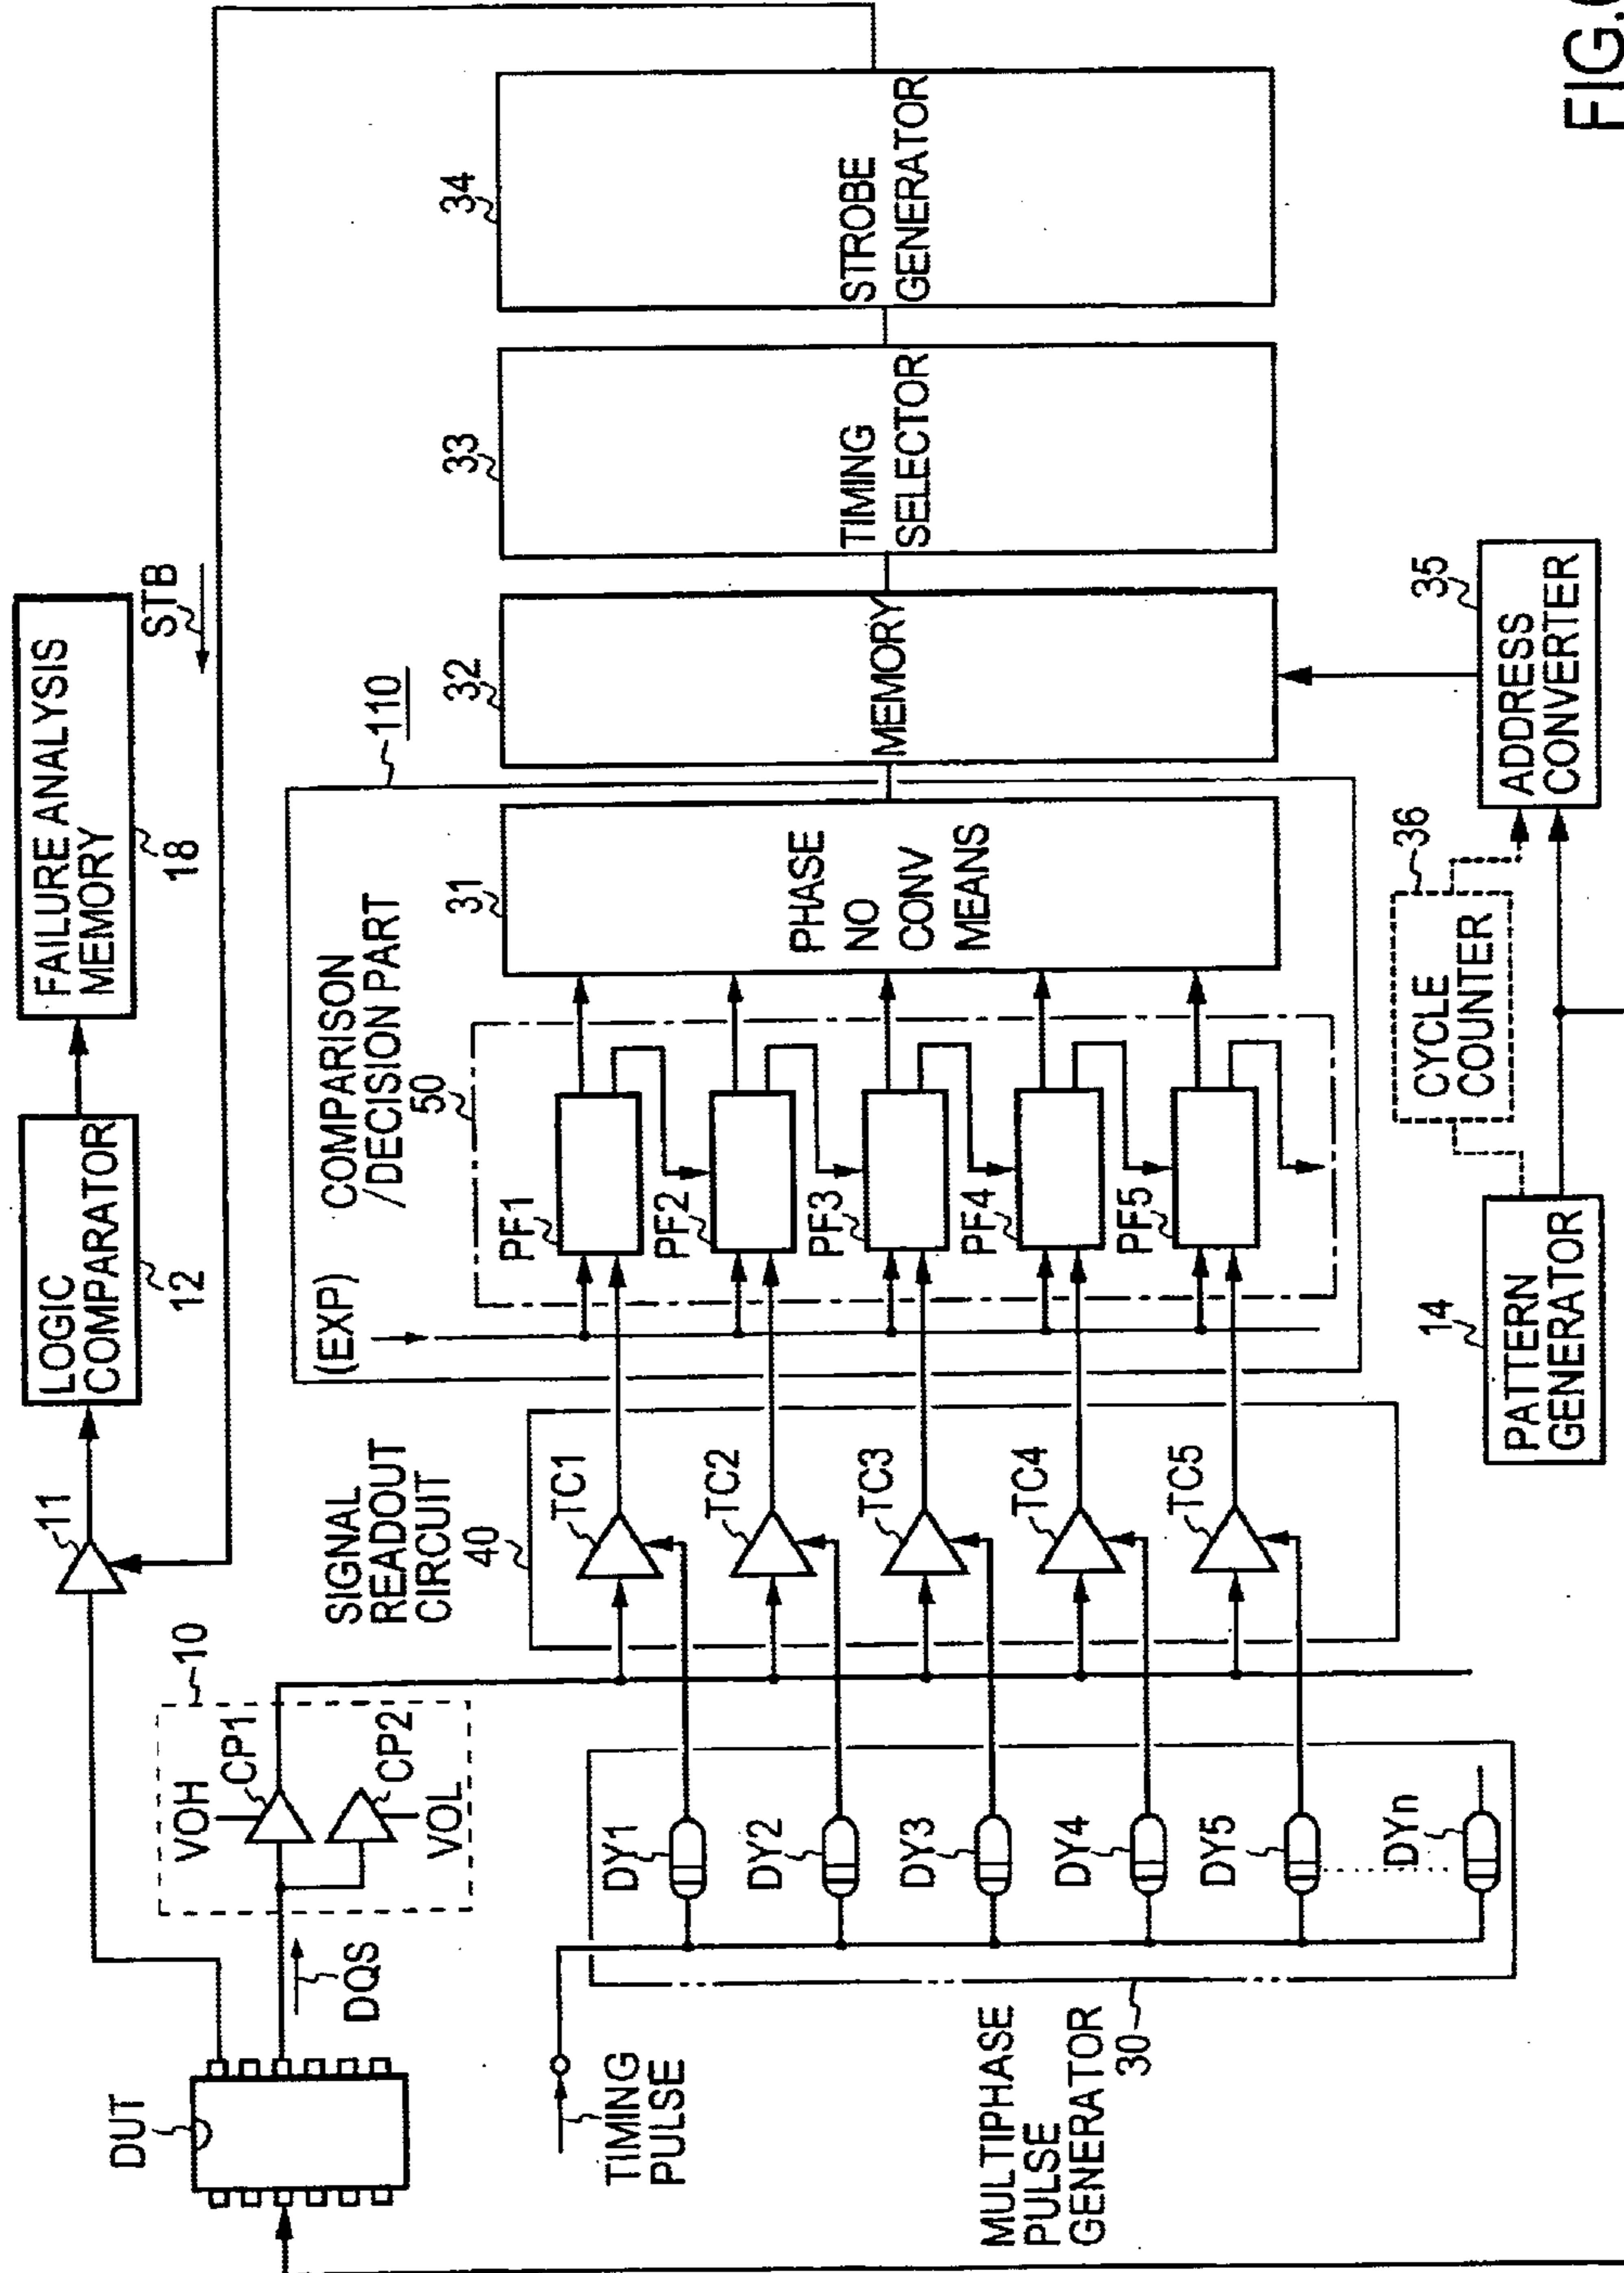 DUT
DQS
10
VOH
CP1
CP2
VOL
11
LOGIC
COMPARATOR
12
FAILURE ANALYSIS
MEMORY
18
STB
TIMING
PULSE
MULTIPHASE
PULSE
GENERATOR
30
DY1
DY2
DY3
DY4
DY5
DYn
SIGNAL
READOUT
CIRCUIT
40
TC1
TC2
TC3
TC4
TC5
(EXP)
COMPARISON
/DECISION PART
50
PF1
PF2
PF3
PF4
PF5
110
31
PHASE
NO
CONV
MEANS
32
MEMORY
33
TIMING
SELECTOR
34
STROBE
GENERATOR
14
PATTERN
GENERATOR
36
CYCLE
COUNTER
35
ADDRESS
CONVERTER
FIG.